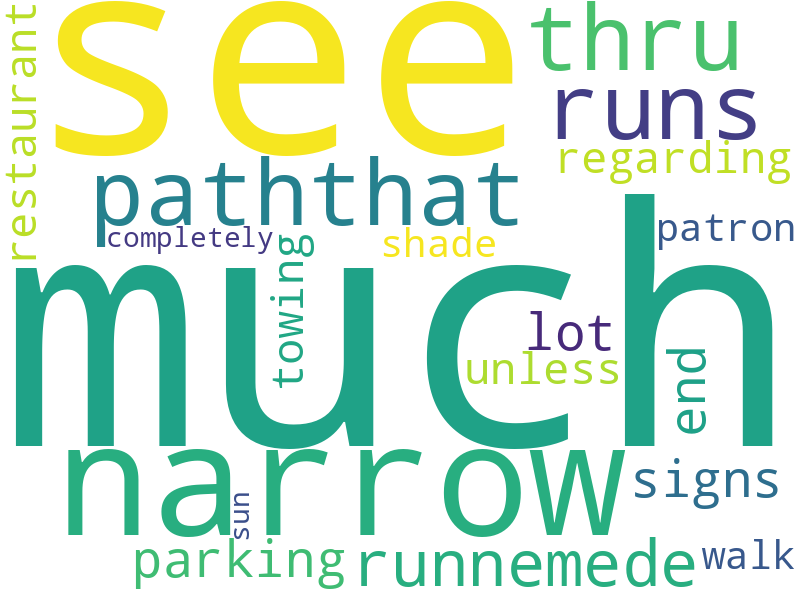 restaurant
see
thru
runs
regarding
paththat
completely
shade
patron
towing
much
lot
unless
end
narrow
signs
sun
parking
runnemede
walk